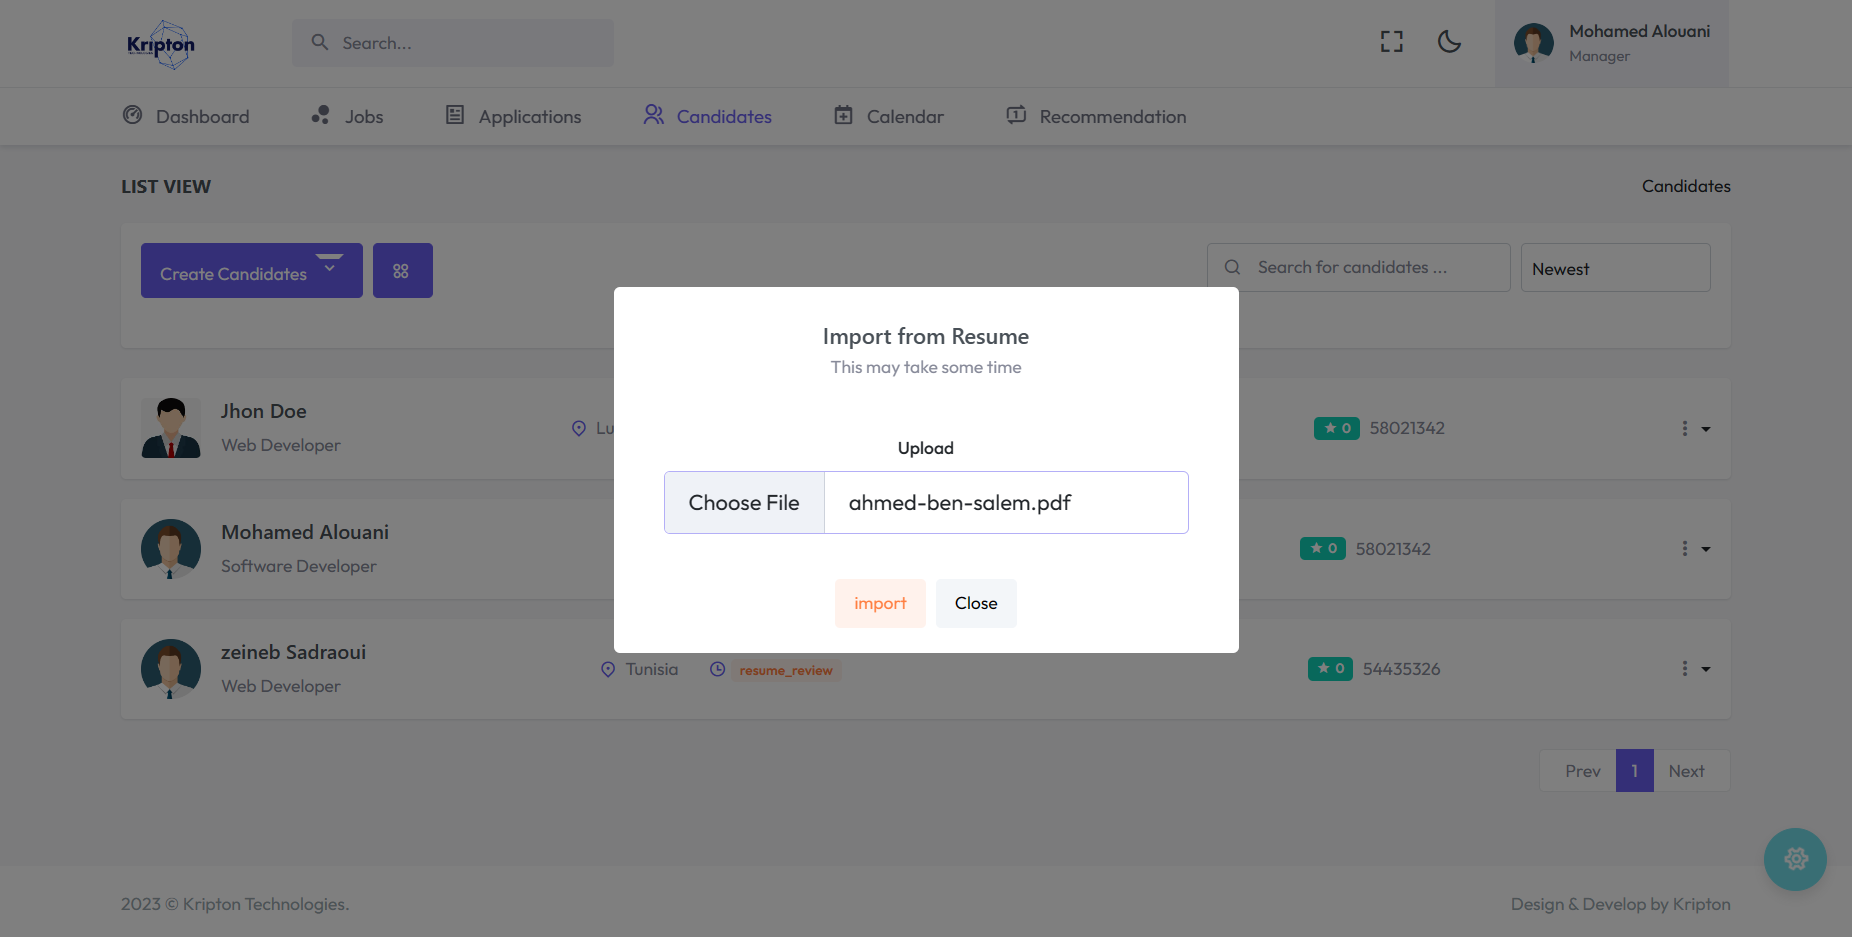 Kripton
Search...
Mohamed Alouani
Manager
Dashboard
Jobs
Applications
Candidates
Calendar
Recommendation
LIST VIEW
Candidates
Create Candidates
Search for candidates ...
Newest
Import from Resume
This may take some time
Upload
Choose File
ahmed-ben-salem.pdf
import
Close
Jhon Doe
Web Developer
Lu
0
58021342
Mohamed Alouani
Software Developer
0
58021342
zeineb Sadraoui
Web Developer
Tunisia
resume_review
0
54435326
Prev
1
Next
2023 © Kripton Technologies.
Design & Develop by Kripton